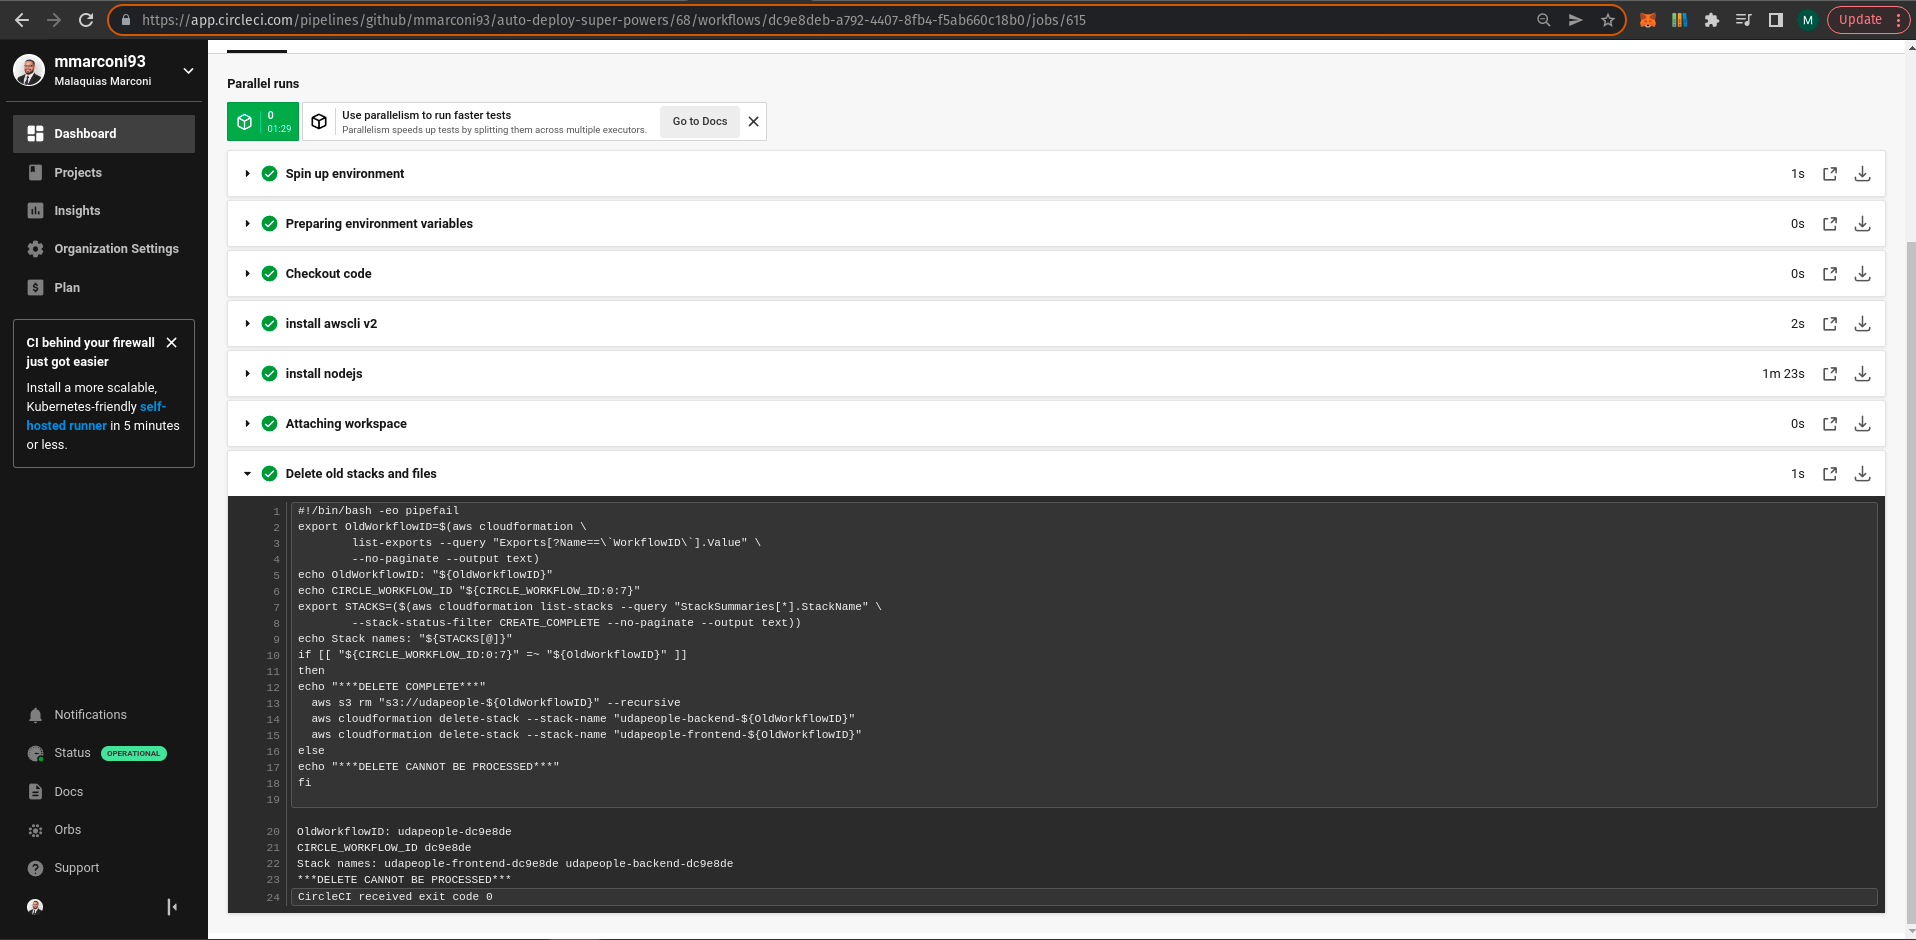 https://app.circleci.com/pipelines/github/mmarconi93/auto-deploy-super-powers/68/workflows/dc9e8deb-a792-4407-8fb4-f5ab660c18b0/jobs/615
M
Update
mmarconi93
Malaquias Marconi
Dashboard
Projects
Insights
Organization Settings
Plan
CI behind your firewall
just got easier
Install a more scalable,
Kubernetes-friendly self-
hosted runner in 5 minutes
or less.
Notifications
Status OPERATIONAL
Docs
Orbs
Support
Parallel runs
0
01:29
Use parallelism to run faster tests
Parallelism speeds up tests by splitting them across multiple executors.
Go to Docs
Spin up environment 1s
Preparing environment variables 0s
Checkout code 0s
install awscli v2 2s
install nodejs 1m 23s
Attaching workspace 0s
Delete old stacks and files 1s
1 #!/bin/bash -eo pipefail
2 export OldWorkflowID=$(aws cloudformation \
3 list-exports --query "Exports[?Name==\`WorkflowID\`].Value" \
4 --no-paginate --output text)
5 echo OldWorkflowID: "${OldWorkflowID}"
6 echo CIRCLE_WORKFLOW_ID "${CIRCLE_WORKFLOW_ID:0:7}"
7 export STACKS=($(aws cloudformation list-stacks --query "StackSummaries[*].StackName" \
8 --stack-status-filter CREATE_COMPLETE --no-paginate --output text))
9 echo Stack names: "${STACKS[@]}"
10 if [[ "${CIRCLE_WORKFLOW_ID:0:7}" =~ "${OldWorkflowID}" ]]
11 then
12 echo "***DELETE COMPLETE***"
13 aws s3 rm "s3://udapeople-${OldWorkflowID}" --recursive
14 aws cloudformation delete-stack --stack-name "udapeople-backend-${OldWorkflowID}"
15 aws cloudformation delete-stack --stack-name "udapeople-frontend-${OldWorkflowID}"
16 else
17 echo "***DELETE CANNOT BE PROCESSED***"
18 fi
19
20 OldWorkflowID: udapeople-dc9e8de
21 CIRCLE_WORKFLOW_ID dc9e8de
22 Stack names: udapeople-frontend-dc9e8de udapeople-backend-dc9e8de
23 ***DELETE CANNOT BE PROCESSED***
24 CircleCI received exit code 0